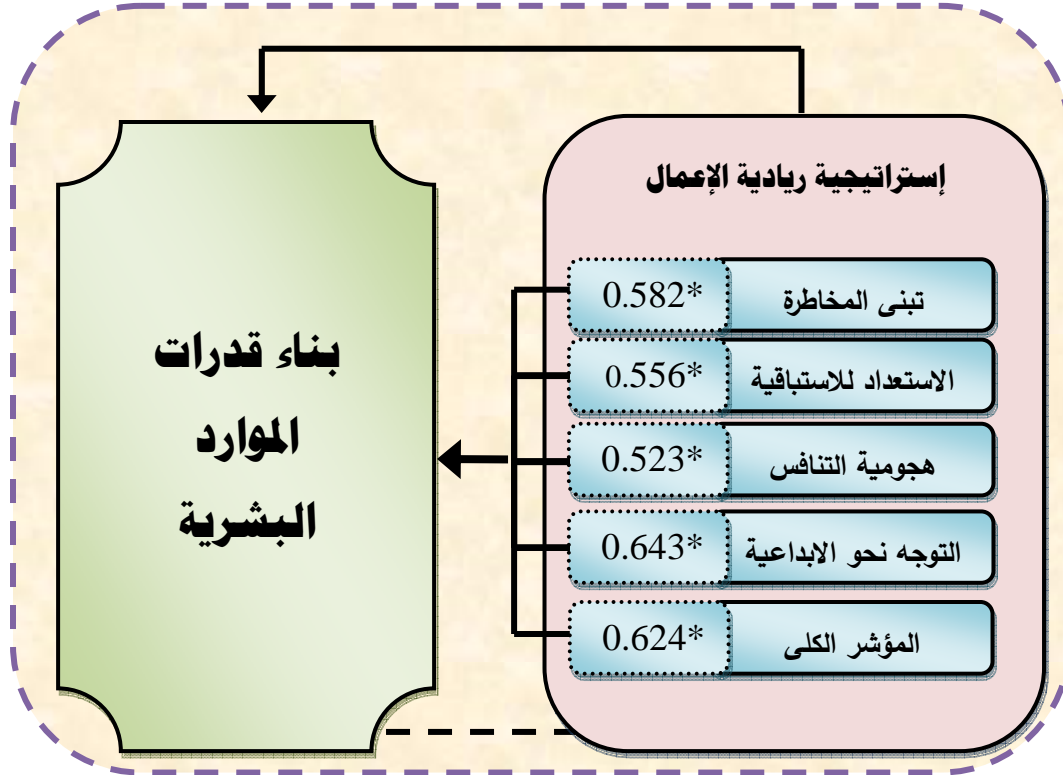 إستراتيجية ريادية الإعمال
تبنى المخاطرة
0.582*
الاستعداد للاستباقية
0.556*
هجومية التنافس
0.523*
التوجه نحو الابداعية
0.643*
المؤشر الكلى
0.624*
بناء قدرات
الموارد
البشرية